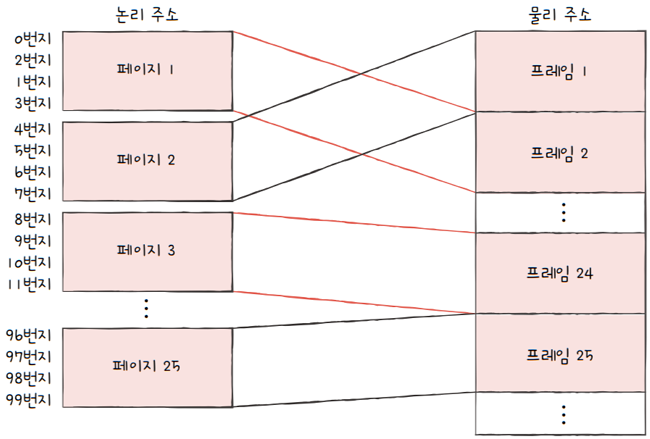 논리 주소
물리 주소
0번지
2번지
1번지
3번지
페이지 1
4번지
5번지
6번지
7번지
페이지 2
8번지
9번지
10번지
11번지
페이지 3
⋮
96번지
97번지
98번지
99번지
페이지 25
프레임 1
프레임 2
⋮
프레임 24
프레임 25
⋮